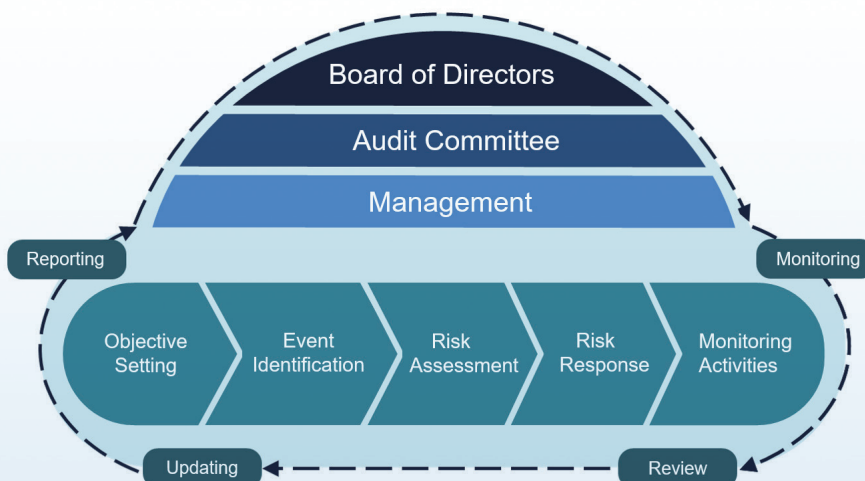 Board of Directors
Audit Committee
Management
Reporting
Monitoring
Objective
Setting
Event
Identification
Risk
Assessment
Risk
Response
Monitoring
Activities
Updating
Review